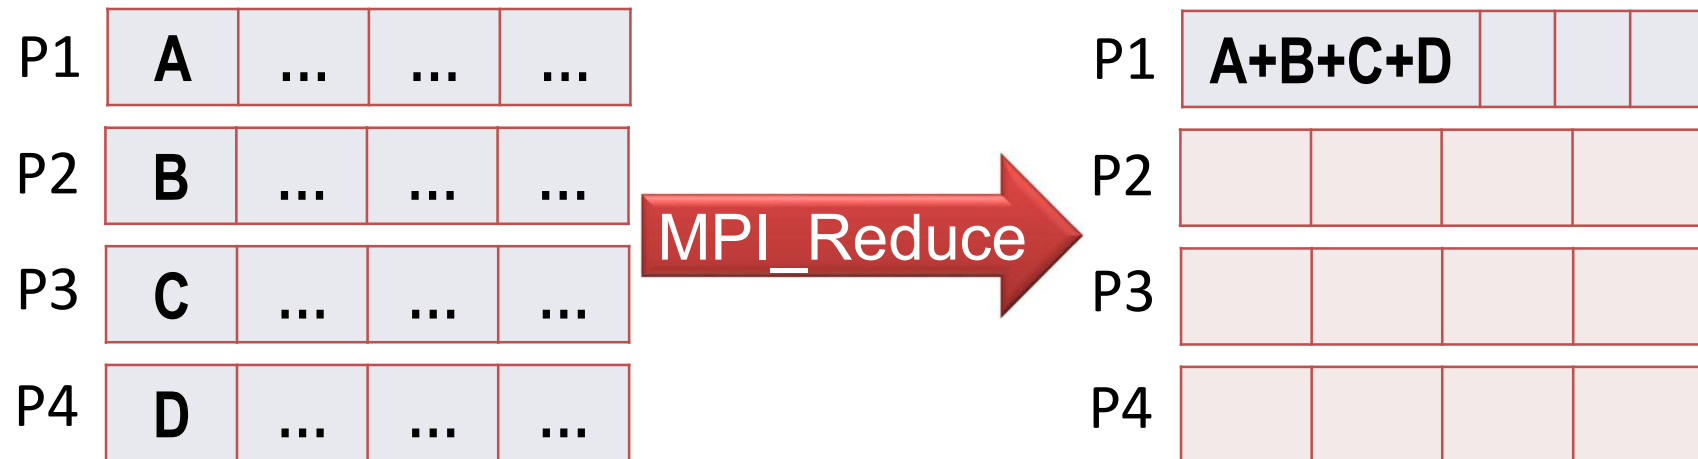 P1 A ... ... ... P1 A+B+C+D
P2 B ... ... ... P2
MPI_Reduce
P3 C ... ... ... P3
P4 D ... ... ... P4